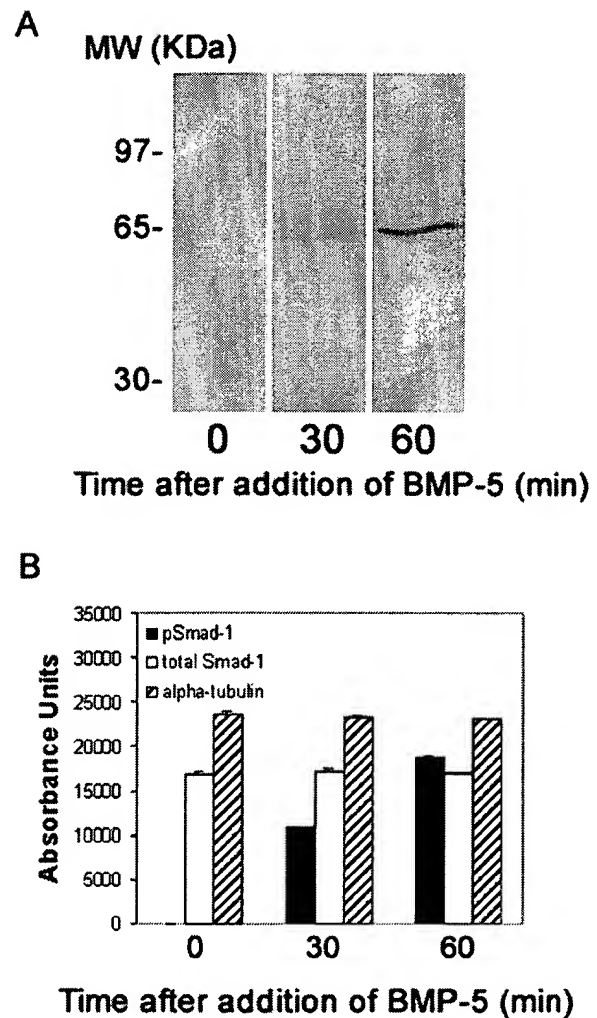 A
MW (KDa)
97-
65-
30-
0 30 60
Time after addition of BMP-5 (min)
B
35000
30000
25000
20000
15000
10000
5000
0
Absorbance Units
pSmad-1
total Smad-1
alpha-tubulin
0 30 60
Time after addition of BMP-5 (min)